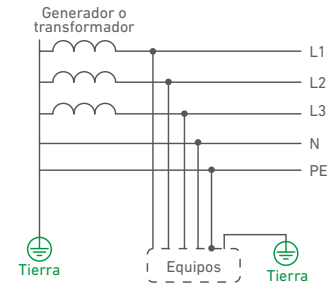 Generador o
transformador
L1
L2
L3
N
PE
Equipos
Tierra
Tierra